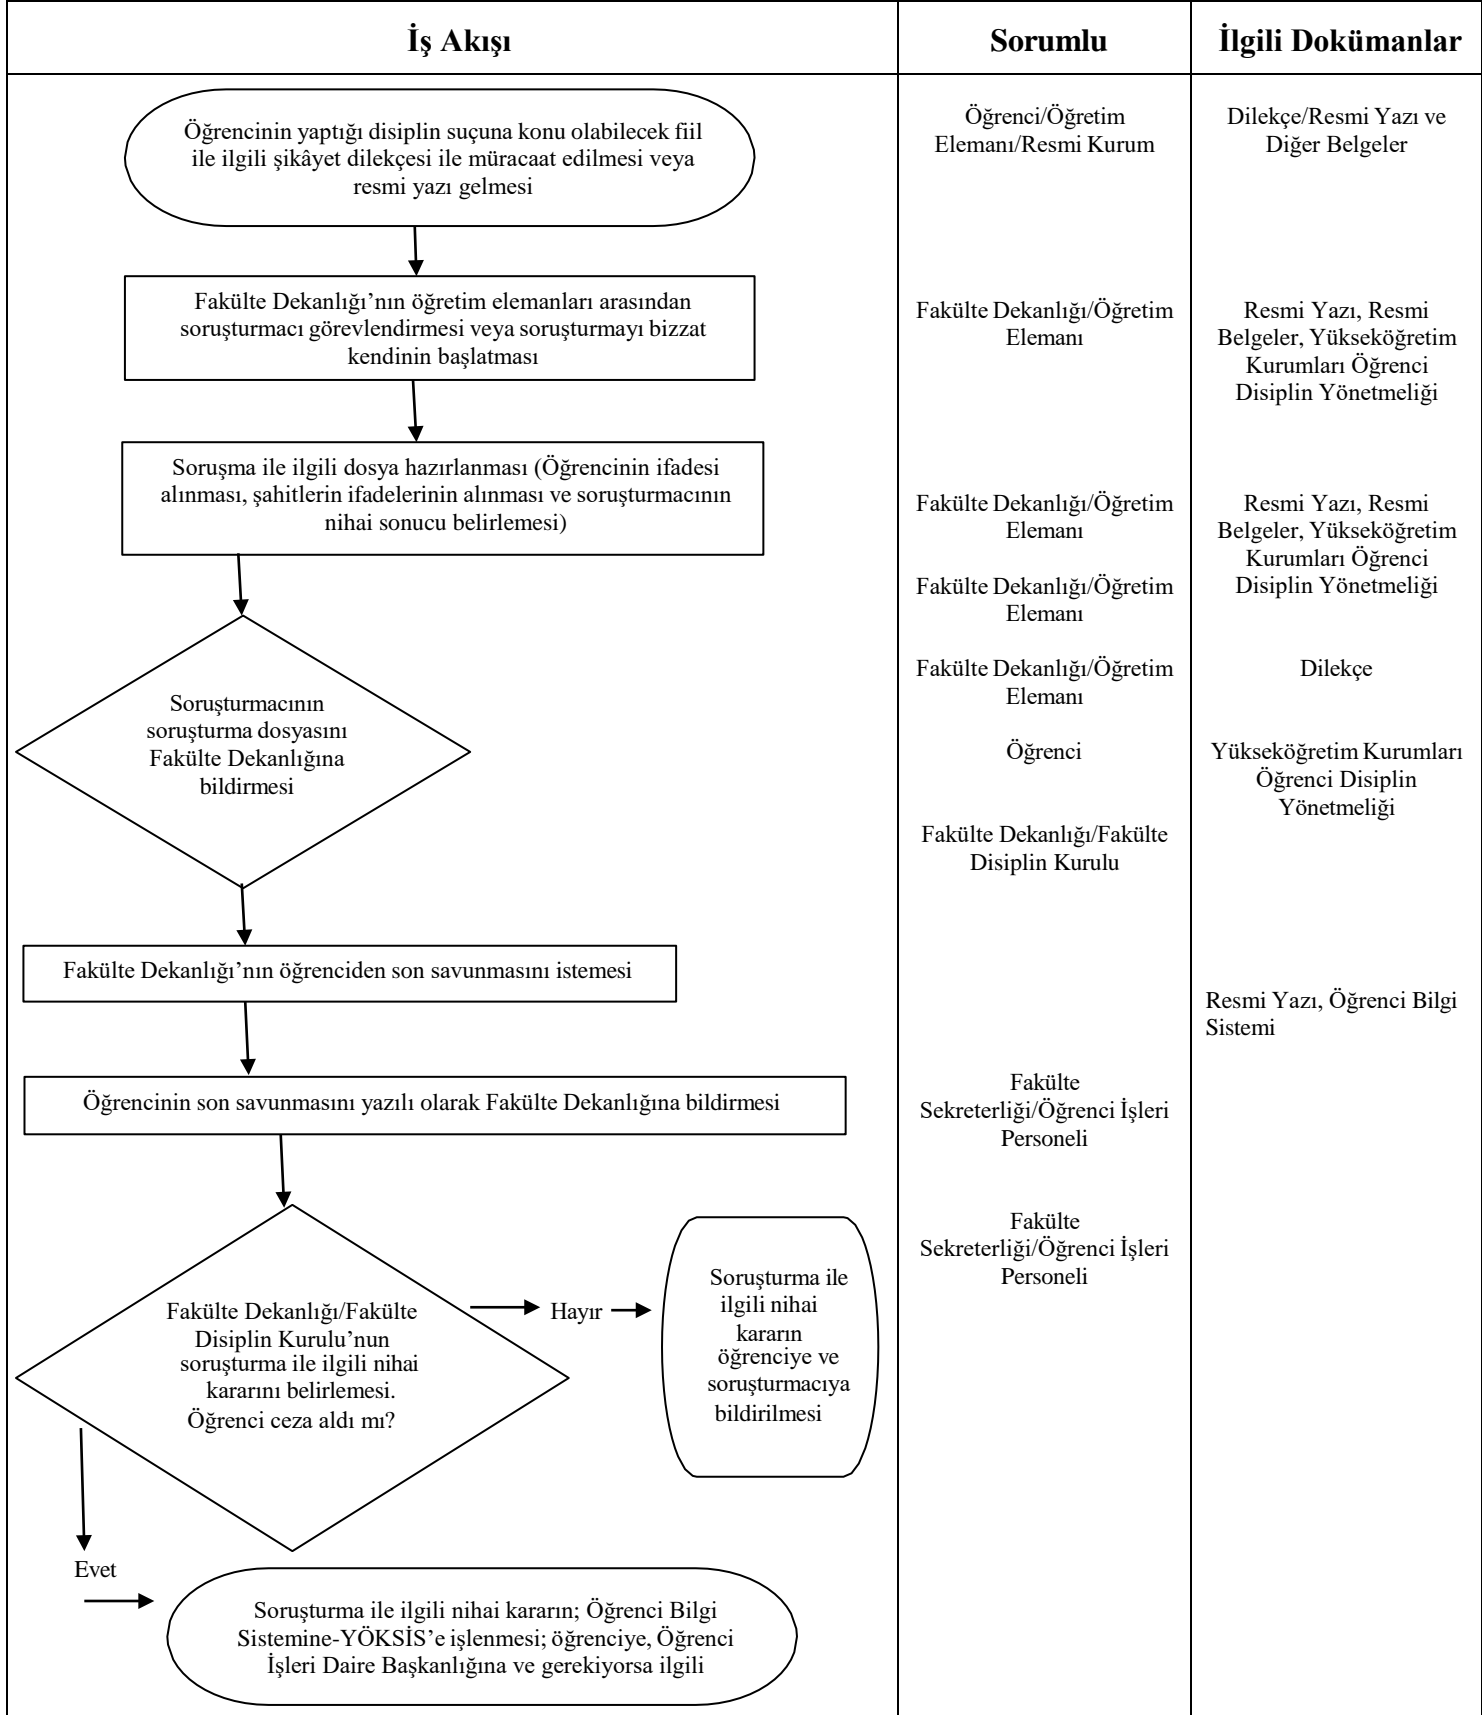 İş Akışı
Sorumlu
İlgili Dokümanlar
Öğrencinin yaptığı disiplin suçuna konu olabilecek fiil
ile ilgili şikâyet dilekçesi ile müracaat edilmesi veya
resmi yazı gelmesi
Öğrenci/Öğretim
Elemanı/Resmi Kurum
Dilekçe/Resmi Yazı ve
Diğer Belgeler
Fakülte Dekanlığı’nın öğretim elemanları arasından
soruşturmacı görevlendirmesi veya soruşturmayı bizzat
kendinin başlatması
Fakülte Dekanlığı/Öğretim
Elemanı
Resmi Yazı, Resmi
Belgeler, Yükseköğretim
Kurumları Öğrenci
Disiplin Yönetmeliği
Soruşma ile ilgili dosya hazırlanması (Öğrencinin ifadesi
alınması, şahitlerin ifadelerinin alınması ve soruşturmacının
nihai sonucu belirlemesi)
Fakülte Dekanlığı/Öğretim
Elemanı
Resmi Yazı, Resmi
Belgeler, Yükseköğretim
Kurumları Öğrenci
Disiplin Yönetmeliği
Fakülte Dekanlığı/Öğretim
Elemanı
Soruşturmacının
soruşturma dosyasını
Fakülte Dekanlığına
bildirmesi
Fakülte Dekanlığı/Öğretim
Elemanı
Dilekçe
Öğrenci
Yükseköğretim Kurumları
Öğrenci Disiplin
Yönetmeliği
Fakülte Dekanlığı/Fakülte
Disiplin Kurulu
Fakülte Dekanlığı’nın öğrenciden son savunmasını istemesi
Resmi Yazı, Öğrenci Bilgi
Sistemi
Öğrencinin son savunmasını yazılı olarak Fakülte Dekanlığına bildirmesi
Fakülte
Sekreterliği/Öğrenci İşleri
Personeli
Fakülte
Sekreterliği/Öğrenci İşleri
Personeli
Fakülte Dekanlığı/Fakülte
Disiplin Kurulu’nun
soruşturma ile ilgili nihai
kararını belirlemesi.
Öğrenci ceza aldı mı?
Hayır
Soruşturma ile
ilgili nihai
kararın
öğrenciye ve
soruşturmacıya
bildirilmesi
Evet
Soruşturma ile ilgili nihai kararın; Öğrenci Bilgi
Sistemine-YÖKSİS’e işlenmesi; öğrenciye, Öğrenci
İşleri Daire Başkanlığına ve gerekiyorsa ilgili